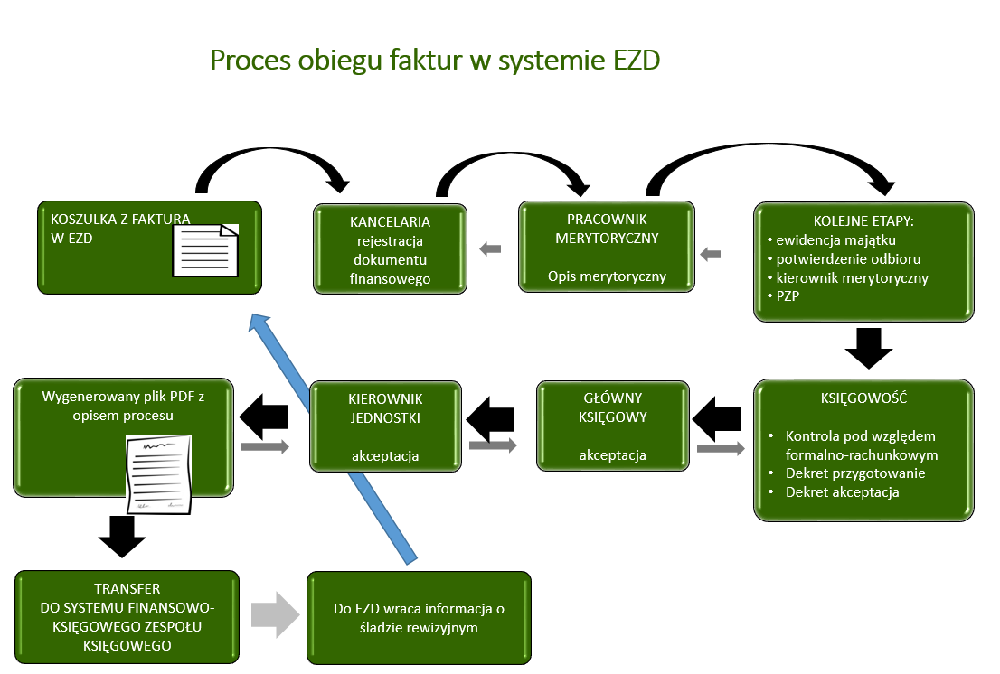 Proces obiegu faktur w systemie EZD
KOSZULKA Z FAKTURA
W EZD
KANCELARIA
rejestracja
dokumentu
finansowego
PRACOWNIK
MERYTORYCZNY
Opis merytoryczny
KOLEJNE ETAPY:
• ewidencja majątku
• potwierdzenie odbioru
• kierownik merytoryczny
• PZP
KSIĘGOWOŚĆ
• Kontrola pod względem
formalno-rachunkowym
• Dekret przygotowanie
• Dekret akceptacja
GŁÓWNY
KSIĘGOWY
akceptacja
KIEROWNIK
JEDNOSTKI
akceptacja
Wygenerowany plik PDF z
opisem procesu
TRANSFER
DO SYSTEMU FINANSOWO-
KSIĘGOWEGO ZESPOŁU
KSIĘGOWEGO
Do EZD wraca informacja o
śladzie rewizyjnym